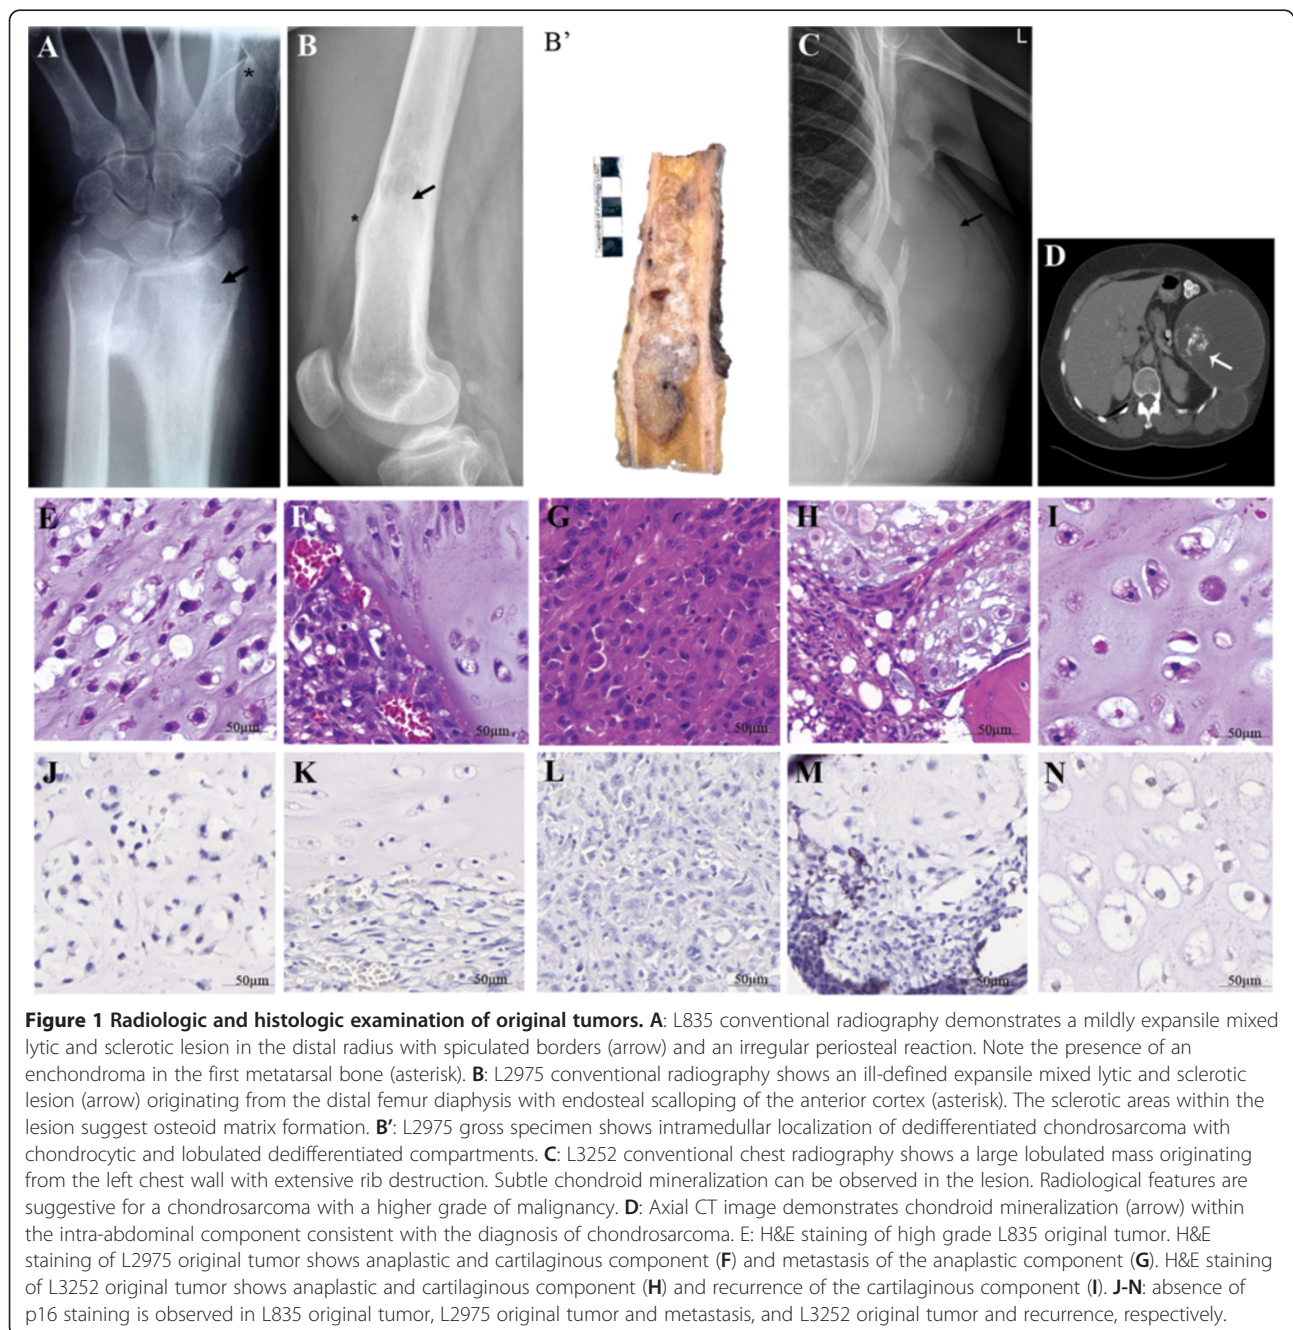 A
*
B
*
B’
Department of Pathology LUMC
C
L
D
E
50µm
F
50µm
G
50µm
H
50µm
I
50µm
J
50µm
K
50µm
L
50µm
M
50µm
N
50µm
Figure 1 Radiologic and histologic examination of original tumors. A: L835 conventional radiography demonstrates a mildly expansile mixed
lytic and sclerotic lesion in the distal radius with spiculated borders (arrow) and an irregular periosteal reaction. Note the presence of an
enchondroma in the first metatarsal bone (asterisk). B: L2975 conventional radiography shows an ill-defined expansile mixed lytic and sclerotic
lesion (arrow) originating from the distal femur diaphysis with endosteal scalloping of the anterior cortex (asterisk). The sclerotic areas within the
lesion suggest osteoid matrix formation. B’: L2975 gross specimen shows intramedullar localization of dedifferentiated chondrosarcoma with
chondrocytic and lobulated dedifferentiated compartments. C: L3252 conventional chest radiography shows a large lobulated mass originating
from the left chest wall with extensive rib destruction. Subtle chondroid mineralization can be observed in the lesion. Radiological features are
suggestive for a chondrosarcoma with a higher grade of malignancy. D: Axial CT image demonstrates chondroid mineralization (arrow) within
the intra-abdominal component consistent with the diagnosis of chondrosarcoma. E: H&E staining of high grade L835 original tumor. H&E
staining of L2975 original tumor shows anaplastic and cartilaginous component (F) and metastasis of the anaplastic component (G). H&E staining
of L3252 original tumor shows anaplastic and cartilaginous component (H) and recurrence of the cartilaginous component (I). J-N: absence of
p16 staining is observed in L835 original tumor, L2975 original tumor and metastasis, and L3252 original tumor and recurrence, respectively.